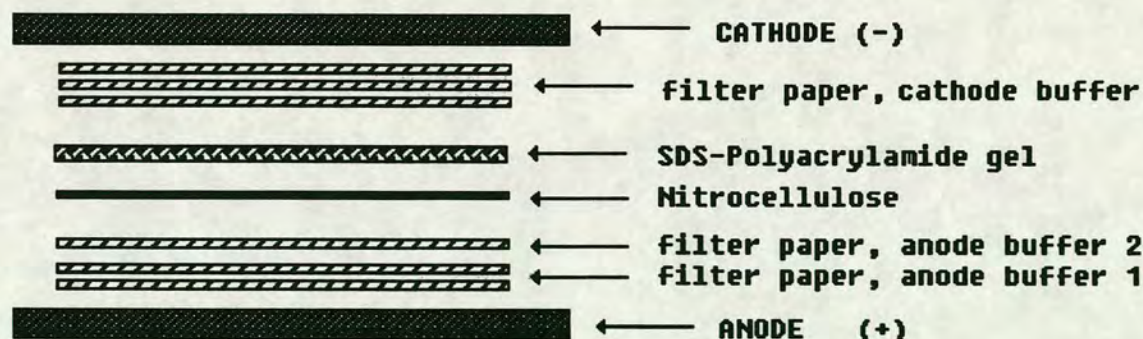 CATHODE (-)
filter paper, cathode buffer
SDS-Polyacrylamide gel
Nitrocellulose
filter paper, anode buffer 2
filter paper, anode buffer 1
ANODE (+)